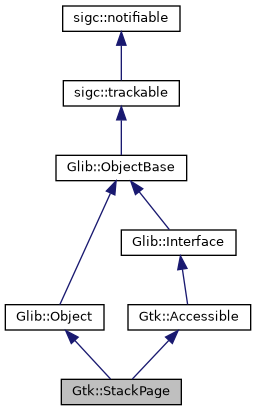 sigc::notifiable
sigc::trackable
Glib::ObjectBase
Glib::Interface
Glib::Object
Gtk::Accessible
Gtk::StackPage